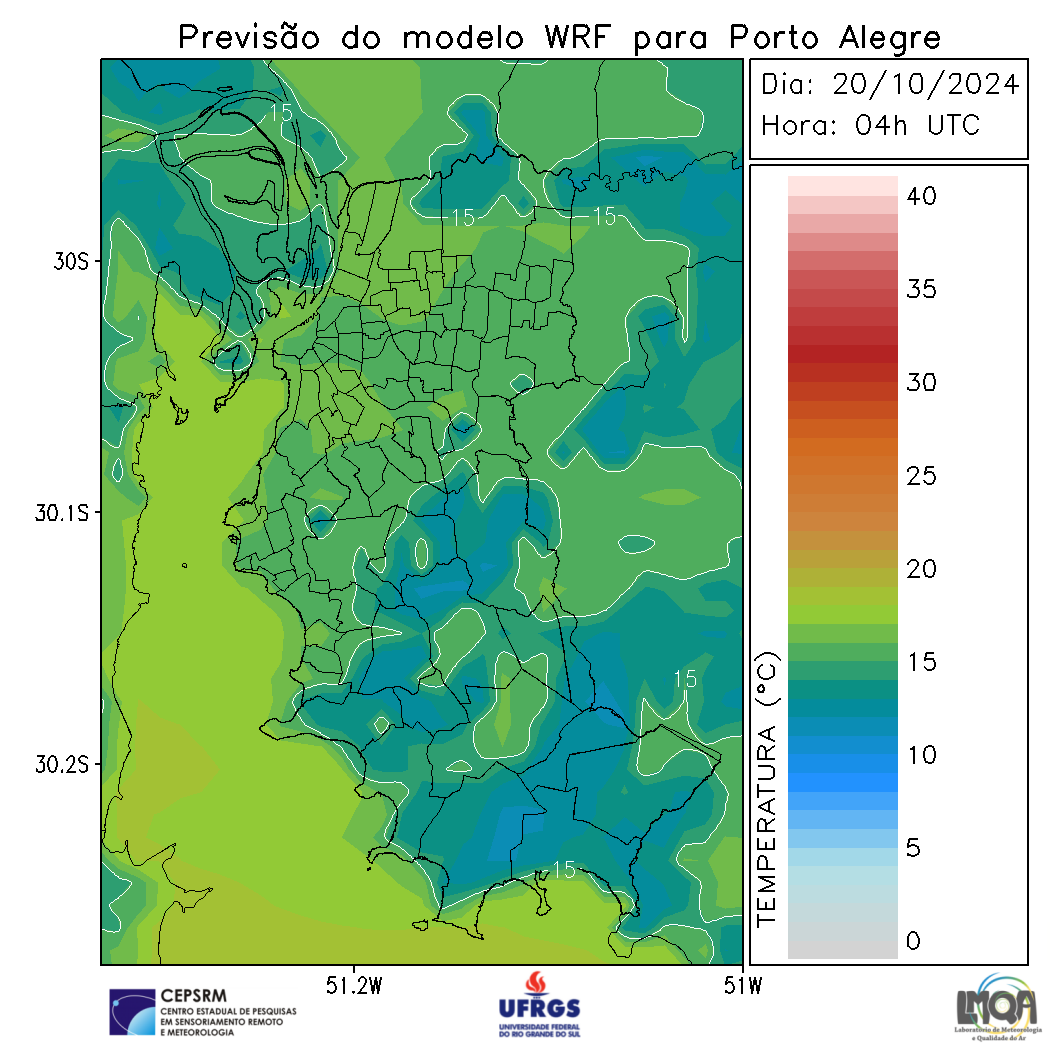 Previsão do modelo WRF para Porto Alegre
Dia: 20/10/2024
Hora: 04h UTC
15
15
15
15
15
30S
30.1S
30.2S
51.2W
51W
40
35
30
25
20
15
10
5
0
TEMPERATURA (°C)
CEPSRM
CENTRO ESTADUAL DE PESQUISAS
EM SENSORIAMENTO REMOTO
E METEOROLOGIA
UFRGS
UNIVERSIDADE FEDERAL
DO RIO GRANDE DO SUL
LMQA
Laboratório de Meteorologia
e Qualidade do Ar